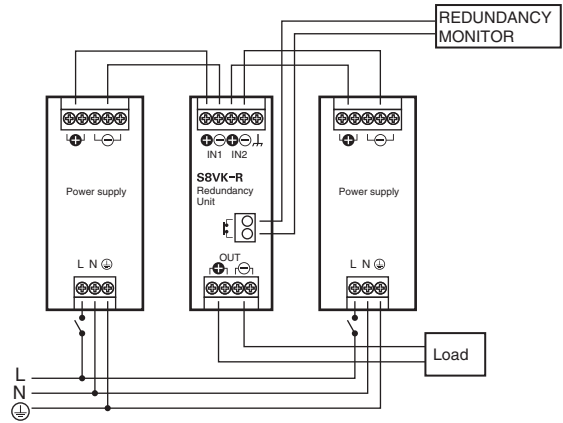 REDUNDANCY
MONITOR
IN1 IN2
S8VK-R
Redundancy
Unit
Power supply
Power supply
OUT
L N
L N
Load
L
N